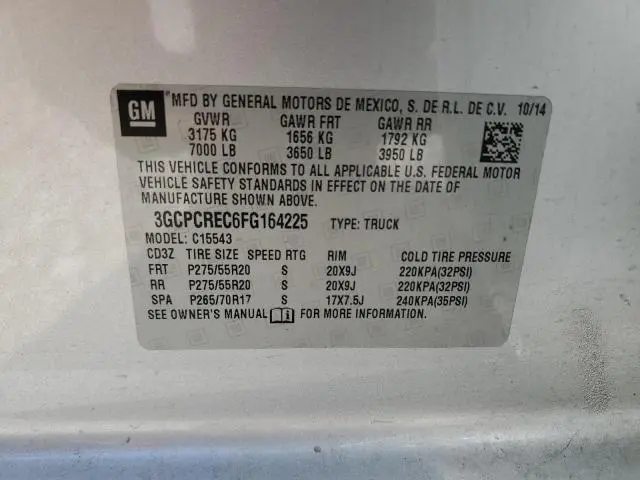 GM
MFD BY GENERAL MOTORS DE MEXICO, S. DE R.L. DE C.V. 10/14
GVWR GAWR FRT GAWR RR
3175 KG 1656 KG 1792 KG
7000 LB 3650 LB 3950 LB
THIS VEHICLE CONFORMS TO ALL APPLICABLE U.S. FEDERAL MOTOR
VEHICLE SAFETY STANDARDS IN EFFECT ON THE DATE OF
MANUFACTURE SHOWN ABOVE.
3GCPCREC6FG164225 TYPE: TRUCK
MODEL: C15543
CD3Z TIRE SIZE SPEED RTG RIM COLD TIRE PRESSURE
FRT P275/55R20 S 20X9J 220KPA(32PSI)
RR P275/55R20 S 20X9J 220KPA(32PSI)
SPA P265/70R17 S 17X7.5J 240KPA(35PSI)
SEE OWNER'S MANUAL FOR MORE INFORMATION.